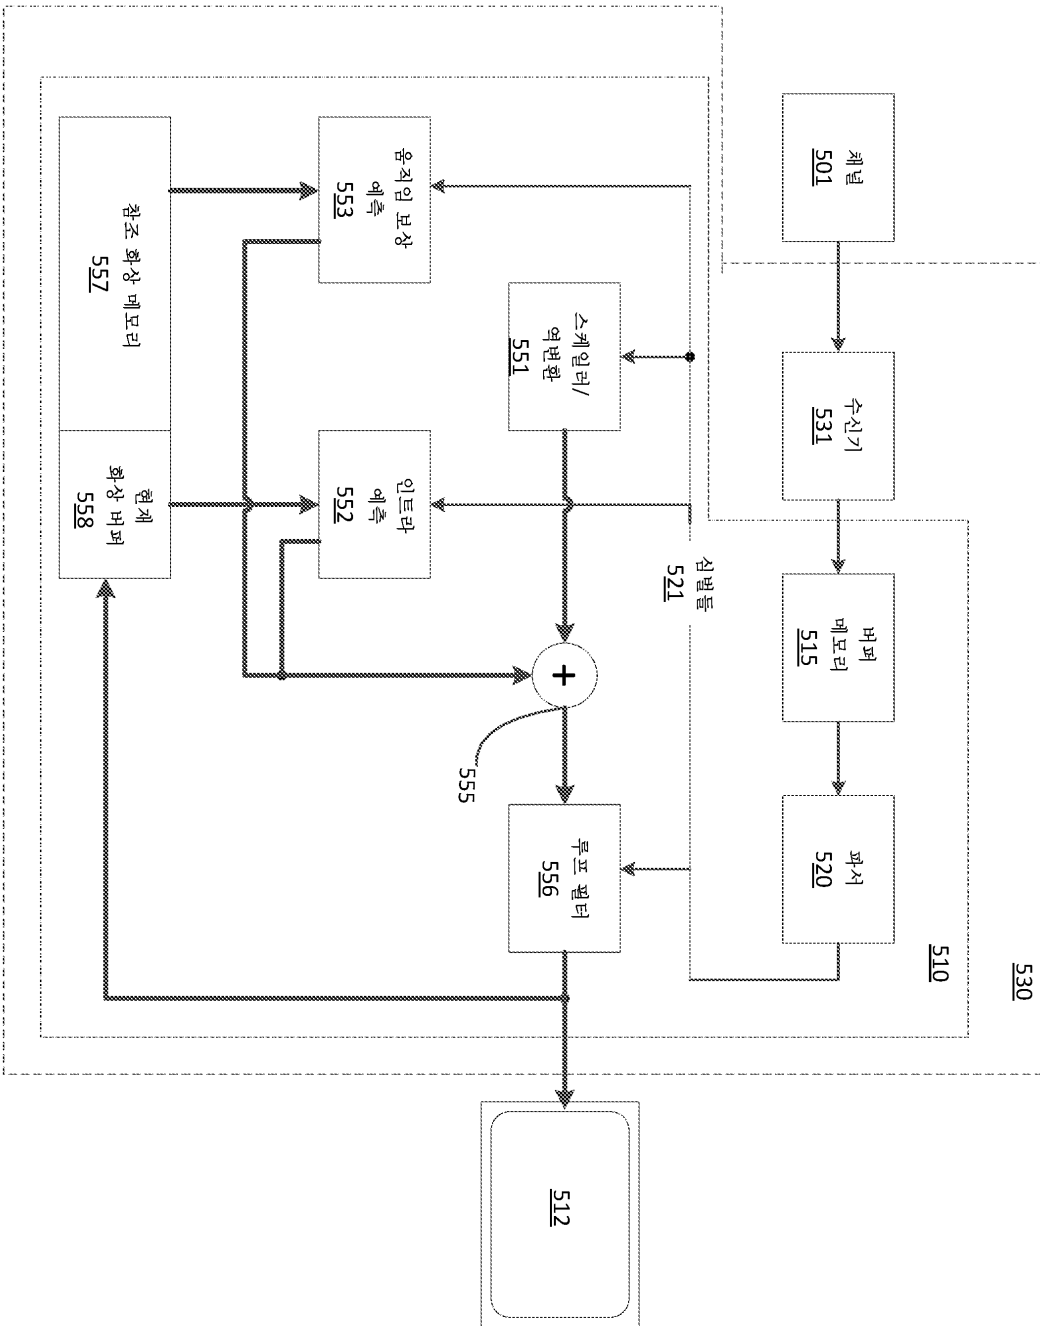 530
510
채널
501
수신기
531
버퍼
메모리
515
파서
520
심벌들
521
스케일러/
역변환
551
+
루프 필터
556
512
555
움직임 보상
예측
553
인트라
예측
552
참조 화상 메모리
557
현재
화상 버퍼
558